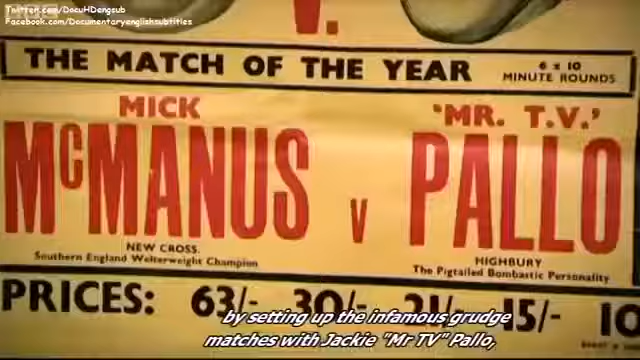 Twitter.com/DocuHDengsub
Facebook.com/Documentaryenglishsubtitles
V.
THE MATCH OF THE YEAR
6 x 10
MINUTE ROUNDS
MICK
McMANUS
v
'MR. T.V.'
PALLO
NEW CROSS.
Southern England Welterweight Champion
HIGHBURY
The Pigtailed Bombastic Personality
PRICES: 63/- 30/- 21/- 15/- 10
by setting up the infamous grudge
matches with Jackie "Mr TV" Pallo,